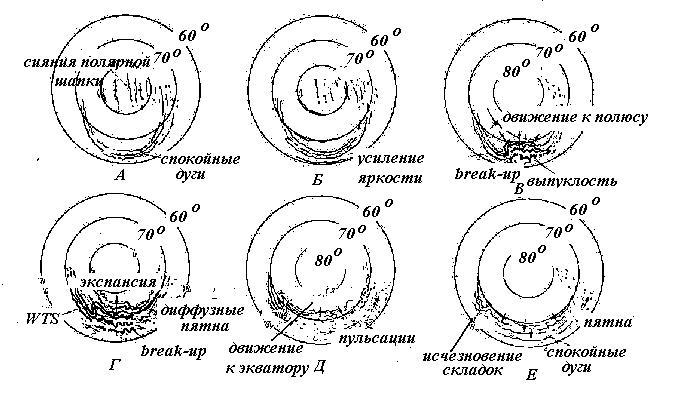 60°
70°
сияния полярной
шапки
спокойные
дуги
А
60°
70°
усиление
яркости
Б
60°
70°
80°
движение к полюсу
break-up
выпуклость
В
60°
70°
экспансия
WTS
диффузные
пятна
break-up
Г
60°
70°
80°
пульсации
движение
к экватору
Д
60°
70°
80°
пятна
исчезновение
складок
спокойные
дуги
Е